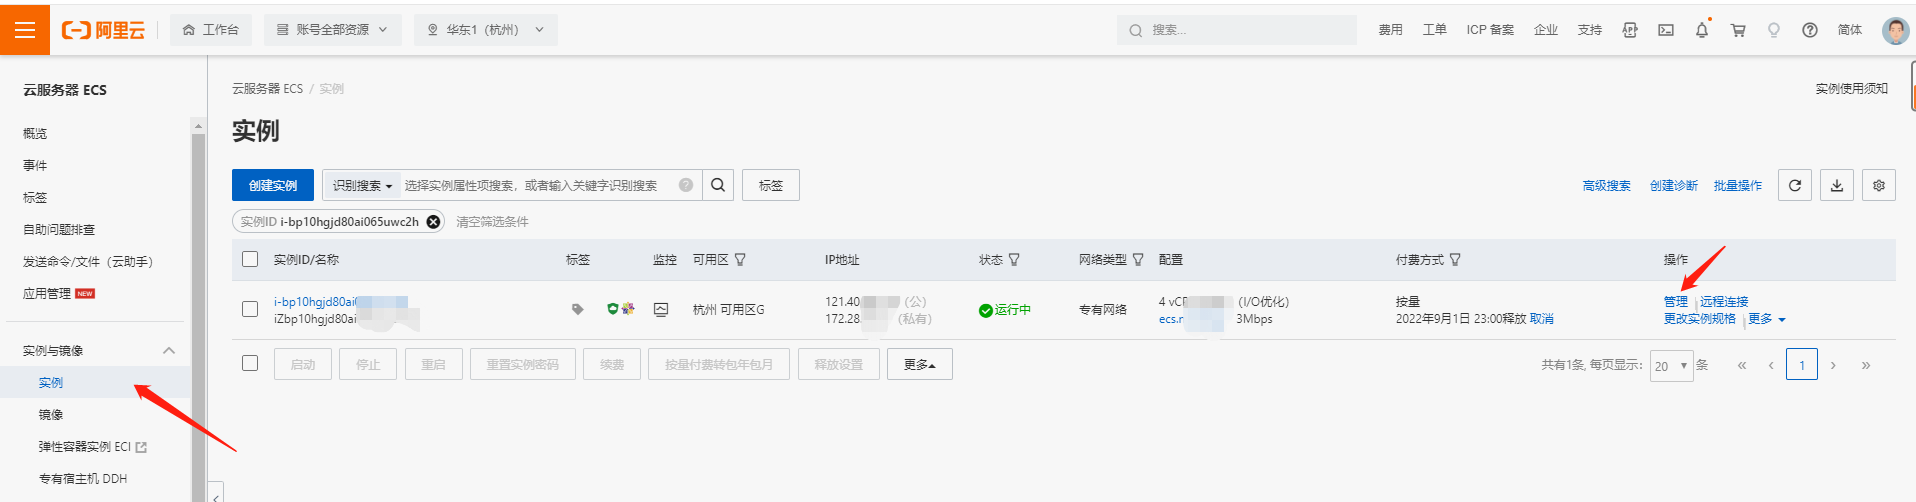 阿里云 工作台 账号全部资源 华东1（杭州） 搜索... 费用 工单 ICP 备案 企业 支持 APP 简体
云服务器 ECS
概览
事件
标签
自助问题排查
发送命令/文件（云助手）
应用管理 NEW
实例与镜像
实例
镜像
弹性容器实例 ECI
专有宿主机 DDH
云服务器 ECS / 实例 实例使用须知
实例
创建实例 识别搜索 选择实例属性项搜索，或者输入关键字识别搜索 ? 标签 高级搜索 创建诊断 批量操作
实例ID i-bp10hgjd80ai065uwc2h 清空筛选条件
实例ID/名称 标签 监控 可用区 IP地址 状态 网络类型 配置 付费方式 操作
i-bp10hgjd80ai
iZbp10hgjd80ai
杭州 可用区G
121.40. （公）
172.28. （私有）
运行中
专有网络
4 vC （I/O优化）
ecs. 3Mbps
按量
2022年9月1日 23:00释放 取消
管理 | 远程连接
更改实例规格 | 更多
启动 停止 重启 重置实例密码 续费 按量付费转包年包月 释放设置 更多
共有1条, 每页显示: 20 条 « ‹ 1 › »